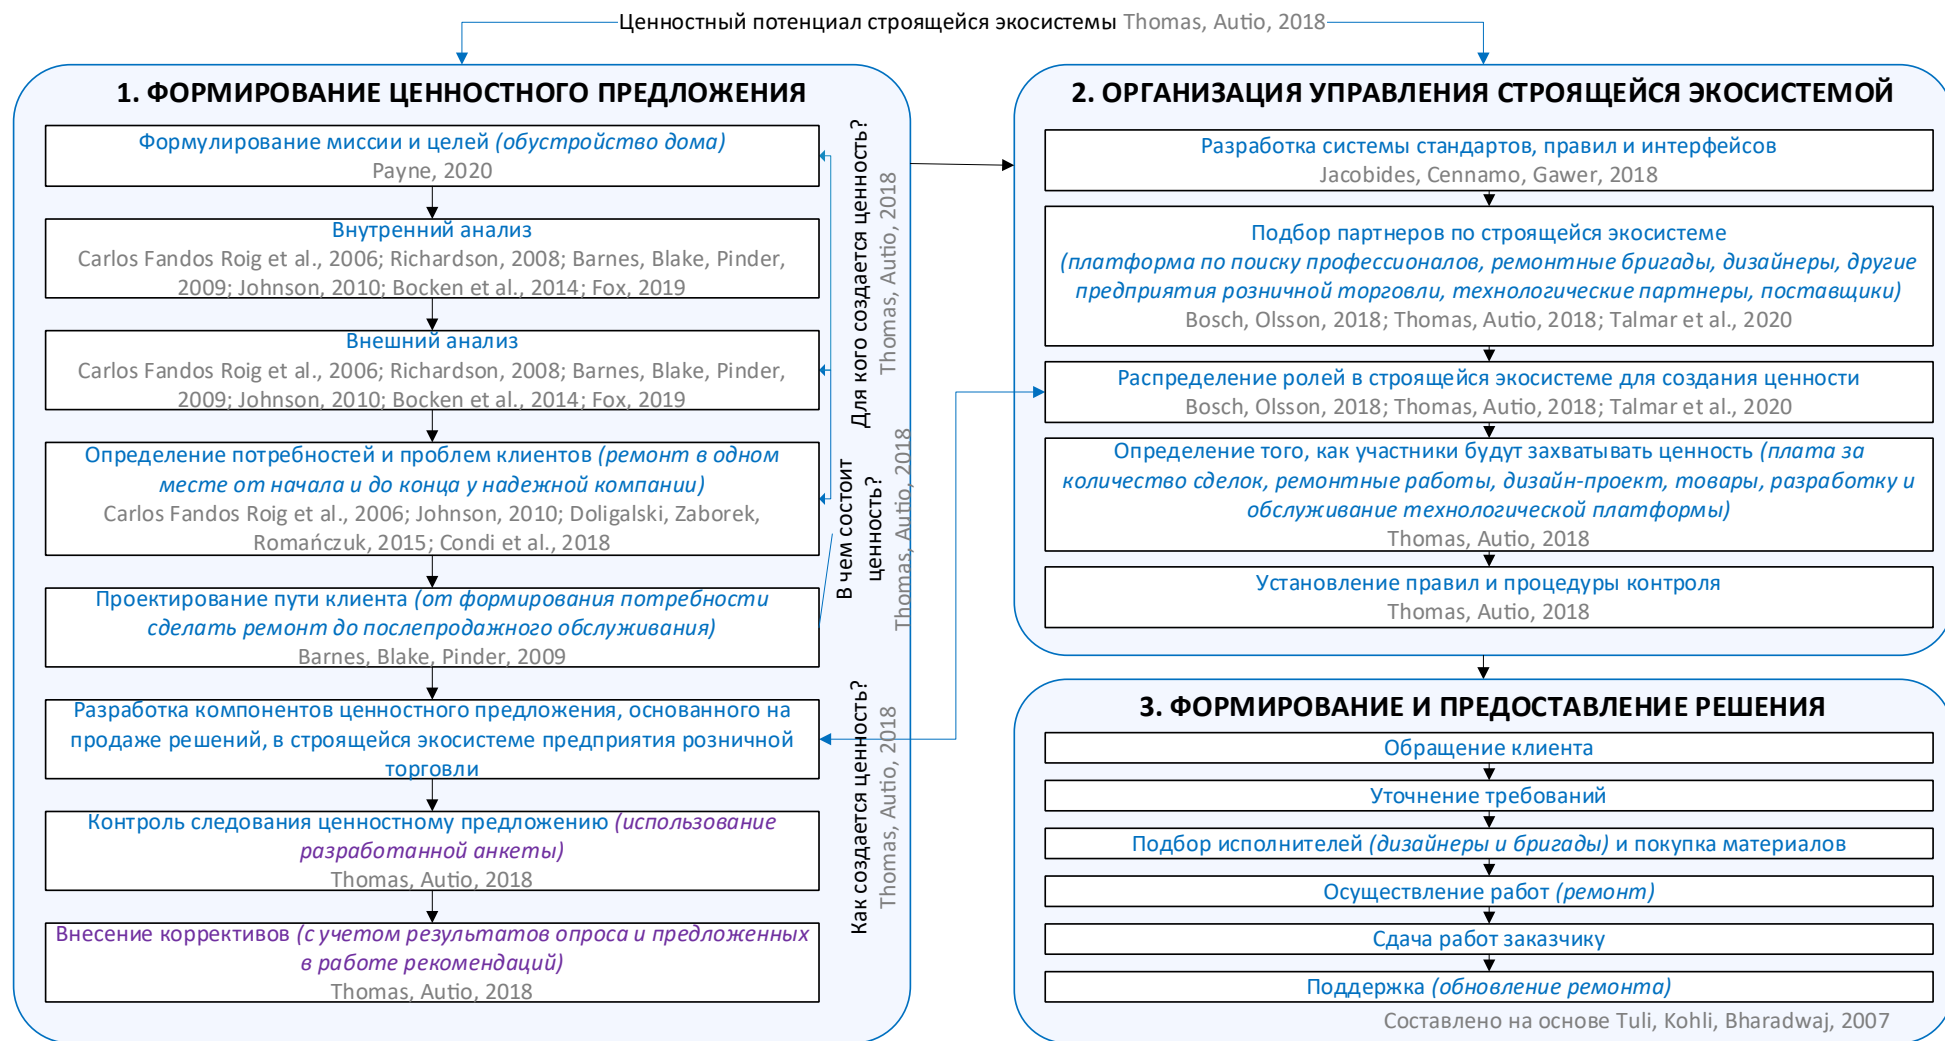 Ценностный потенциал строящейся экосистемы Thomas, Autio, 2018
1. ФОРМИРОВАНИЕ ЦЕННОСТНОГО ПРЕДЛОЖЕНИЯ
Формулирование миссии и целей (обустройство дома)
Payne, 2020
Внутренний анализ
Carlos Fandos Roig et al., 2006; Richardson, 2008; Barnes, Blake, Pinder,
2009; Johnson, 2010; Bocken et al., 2014; Fox, 2019
Внешний анализ
Carlos Fandos Roig et al., 2006; Richardson, 2008; Barnes, Blake, Pinder,
2009; Johnson, 2010; Bocken et al., 2014; Fox, 2019
Определение потребностей и проблем клиентов (ремонт в одном
месте от начала и до конца у надежной компании)
Carlos Fandos Roig et al., 2006; Johnson, 2010; Doligalski, Zaborek,
Romańczuk, 2015; Condi et al., 2018
Проектирование пути клиента (от формирования потребности
сделать ремонт до послепродажного обслуживания)
Barnes, Blake, Pinder, 2009
Разработка компонентов ценностного предложения, основанного на
продаже решений, в строящейся экосистеме предприятия розничной
торговли
Контроль следования ценностному предложению (использование
разработанной анкеты)
Thomas, Autio, 2018
Внесение коррективов (с учетом результатов опроса и предложенных
в работе рекомендаций)
Thomas, Autio, 2018
Для кого создается ценность?
Thomas, Autio, 2018
В чем состоит
ценность?
Thomas, Autio, 2018
Как создается ценность?
Thomas, Autio, 2018
2. ОРГАНИЗАЦИЯ УПРАВЛЕНИЯ СТРОЯЩЕЙСЯ ЭКОСИСТЕМОЙ
Разработка системы стандартов, правил и интерфейсов
Jacobides, Cennamo, Gawer, 2018
Подбор партнеров по строящейся экосистеме
(платформа по поиску профессионалов, ремонтные бригады, дизайнеры, другие
предприятия розничной торговли, технологические партнеры, поставщики)
Bosch, Olsson, 2018; Thomas, Autio, 2018; Talmar et al., 2020
Распределение ролей в строящейся экосистеме для создания ценности
Bosch, Olsson, 2018; Thomas, Autio, 2018; Talmar et al., 2020
Определение того, как участники будут захватывать ценность (плата за
количество сделок, ремонтные работы, дизайн-проект, товары, разработку и
обслуживание технологической платформы)
Thomas, Autio, 2018
Установление правил и процедуры контроля
Thomas, Autio, 2018
3. ФОРМИРОВАНИЕ И ПРЕДОСТАВЛЕНИЕ РЕШЕНИЯ
Обращение клиента
Уточнение требований
Подбор исполнителей (дизайнеры и бригады) и покупка материалов
Осуществление работ (ремонт)
Сдача работ заказчику
Поддержка (обновление ремонта)
Составлено на основе Tuli, Kohli, Bharadwaj, 2007